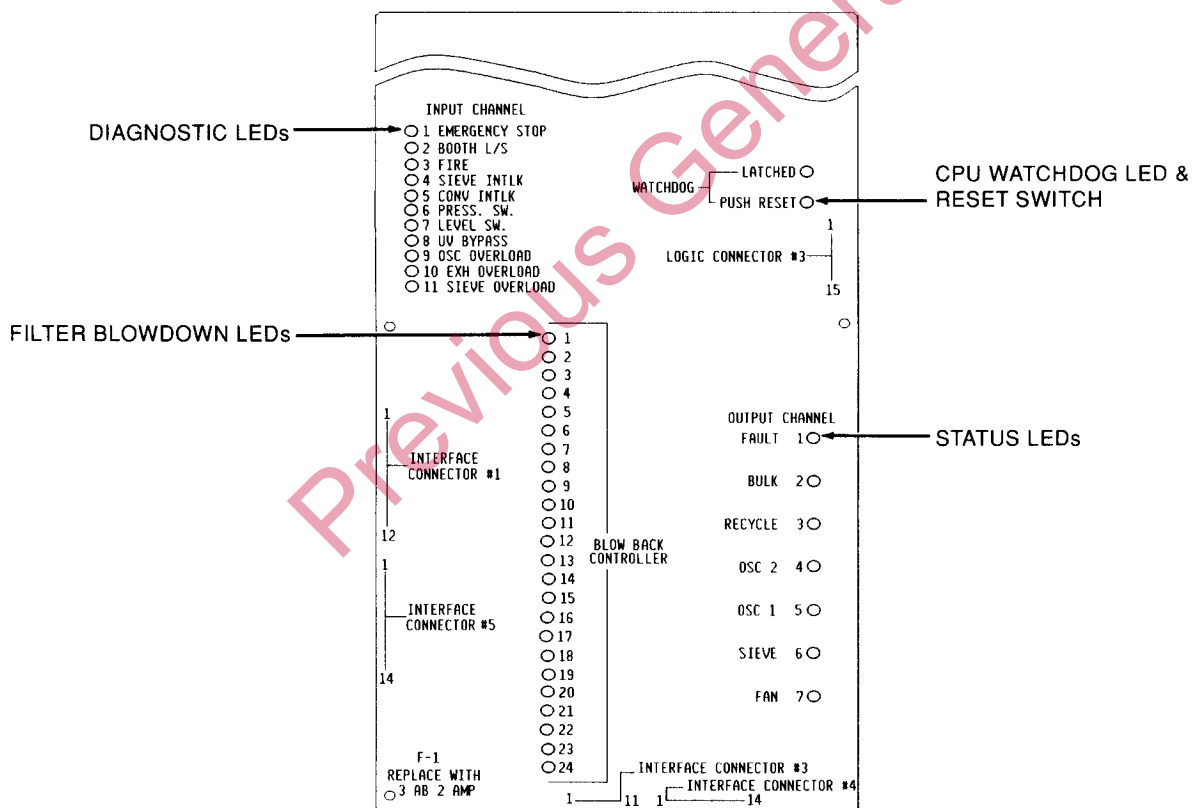 DIAGNOSTIC LEDs
INPUT CHANNEL
1 EMERGENCY STOP
2 BOOTH L/S
3 FIRE
4 SIEVE INTLK
5 CONV INTLK
6 PRESS. SW.
7 LEVEL SW.
8 UV BYPASS
9 OSC OVERLOAD
10 EXH OVERLOAD
11 SIEVE OVERLOAD
WATCHDOG
LATCHED
PUSH RESET
CPU WATCHDOG LED &
RESET SWITCH
1
LOGIC CONNECTOR #3
15
FILTER BLOWDOWN LEDs
1
2
3
4
5
6
7
8
9
10
11
12
13
14
15
16
17
18
19
20
21
22
23
24
BLOW BACK
CONTROLLER
1
INTERFACE
CONNECTOR #1
12
1
INTERFACE
CONNECTOR #5
14
OUTPUT CHANNEL
FAULT 1
BULK 2
RECYCLE 3
OSC 2 4
OSC 1 5
SIEVE 6
FAN 7
STATUS LEDs
F-1
REPLACE WITH
3 AB 2 AMP
INTERFACE CONNECTOR #3
1 11
INTERFACE CONNECTOR #4
1 14
Previous Genera